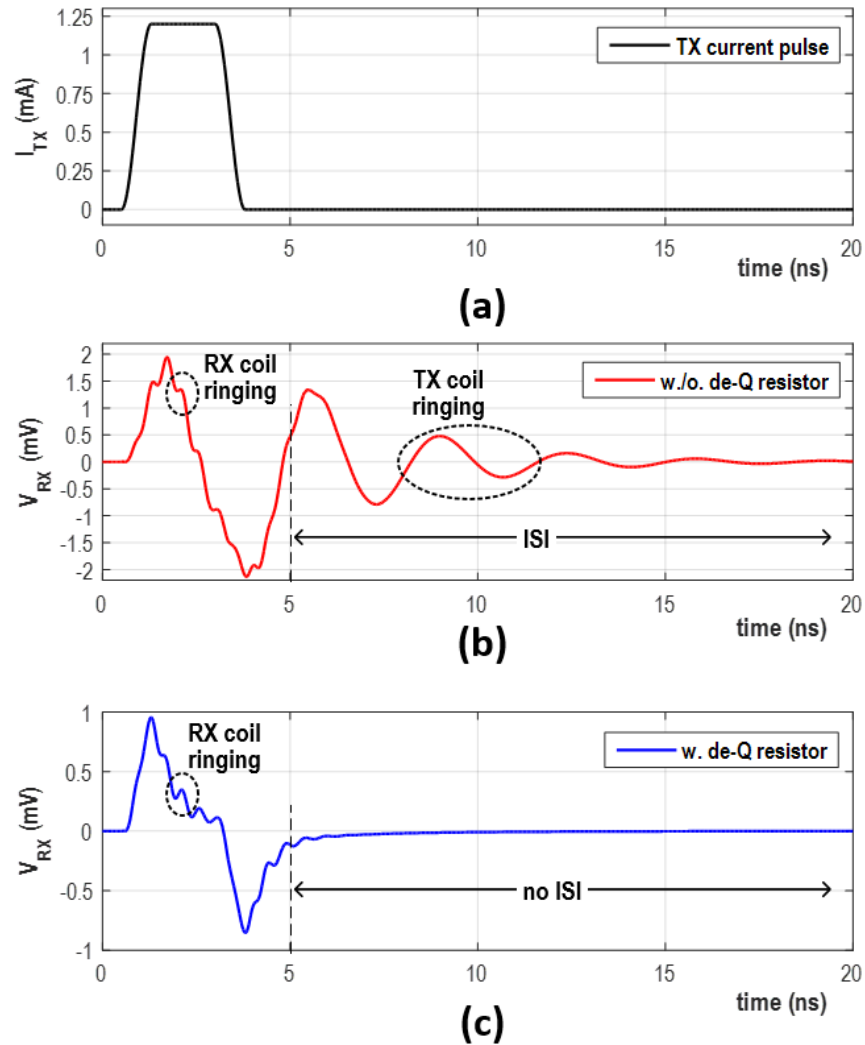 1.25
1
0.75
0.5
0.25
0
I_TX (mA)
TX current pulse
0 5 10 15 20
time (ns)
(a)
2
1.5
1
0.5
0
-0.5
-1
-1.5
-2
V_RX (mV)
RX coil
ringing
TX coil
ringing
w./o. de-Q resistor
ISI
0 5 10 15 20
time (ns)
(b)
1
0.5
0
-0.5
-1
V_RX (mV)
RX coil
ringing
w. de-Q resistor
no ISI
0 5 10 15 20
time (ns)
(c)